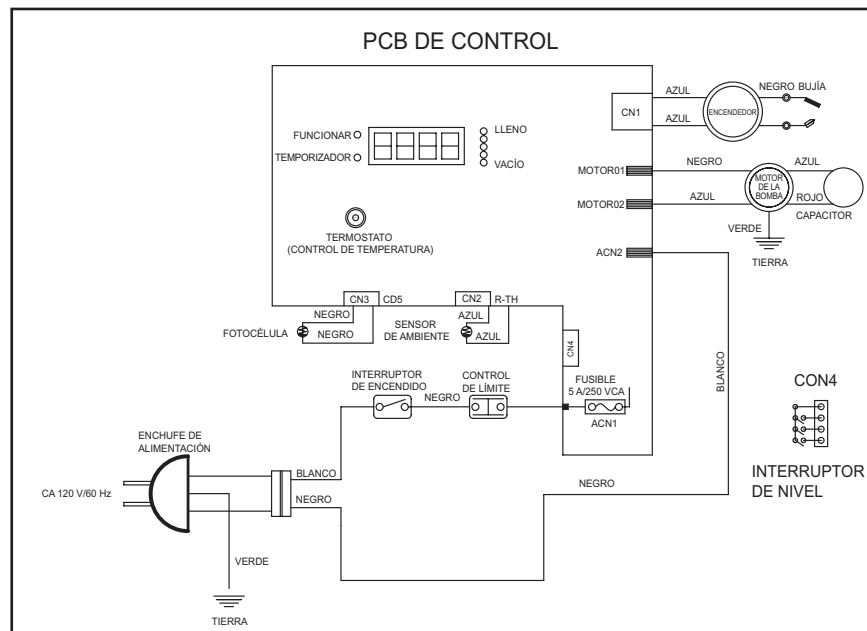 PCB DE CONTROL
FUNCIONAR
TEMPORIZADOR
LLENO
VACÍO
TERMOSTATO
(CONTROL DE TEMPERATURA)
CN1
AZUL
AZUL
ENCENDEDOR
NEGRO BUJÍA
MOTOR01
NEGRO
MOTOR02
AZUL
MOTOR
DE LA
BOMBA
AZUL
ROJO
CAPACITOR
VERDE
TIERRA
ACN2
CN3
CD5
NEGRO
NEGRO
FOTOCÉLULA
CN2
R-TH
AZUL
AZUL
SENSOR
DE AMBIENTE
CN4
INTERRUPTOR
DE ENCENDIDO
NEGRO
CONTROL
DE LÍMITE
FUSIBLE
5 A/250 VCA
ACN1
BLANCO
CON4
INTERRUPTOR
DE NIVEL
ENCHUFE DE
ALIMENTACIÓN
CA 120 V/60 Hz
BLANCO
NEGRO
NEGRO
VERDE
TIERRA